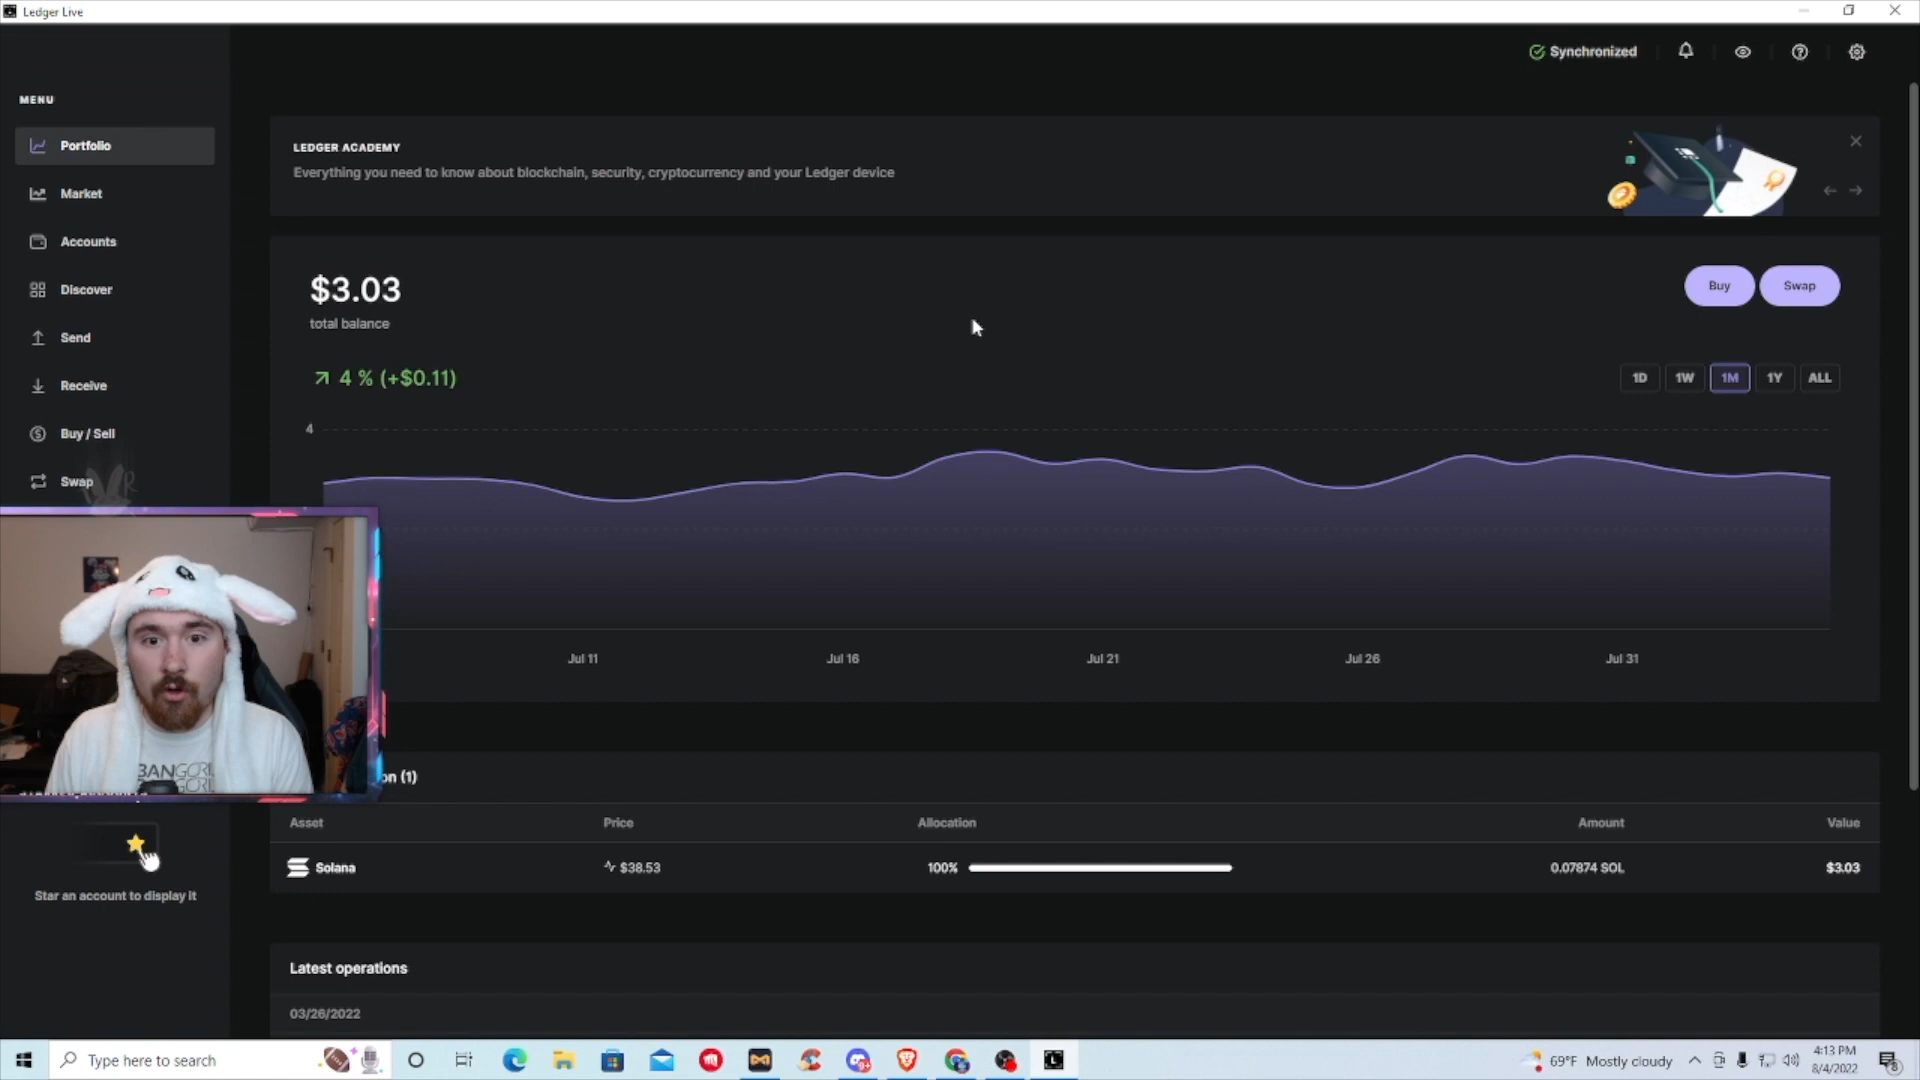 Ledger Live
Synchronized
MENU
Portfolio
Market
Accounts
Discover
Send
Receive
Buy / Sell
Swap
LEDGER ACADEMY
Everything you need to know about blockchain, security, cryptocurrency and your Ledger device
$3.03
total balance
Buy
Swap
4 % (+$0.11)
1D 1W 1M 1Y ALL
4
Jul 11 Jul 16 Jul 21 Jul 26 Jul 31
on (1)
Asset Price Allocation Amount Value
Solana $38.53 100% 0.07874 SOL $3.03
Star an account to display it
Latest operations
03/26/2022
Type here to search
69°F Mostly cloudy
4:13 PM
8/4/2022